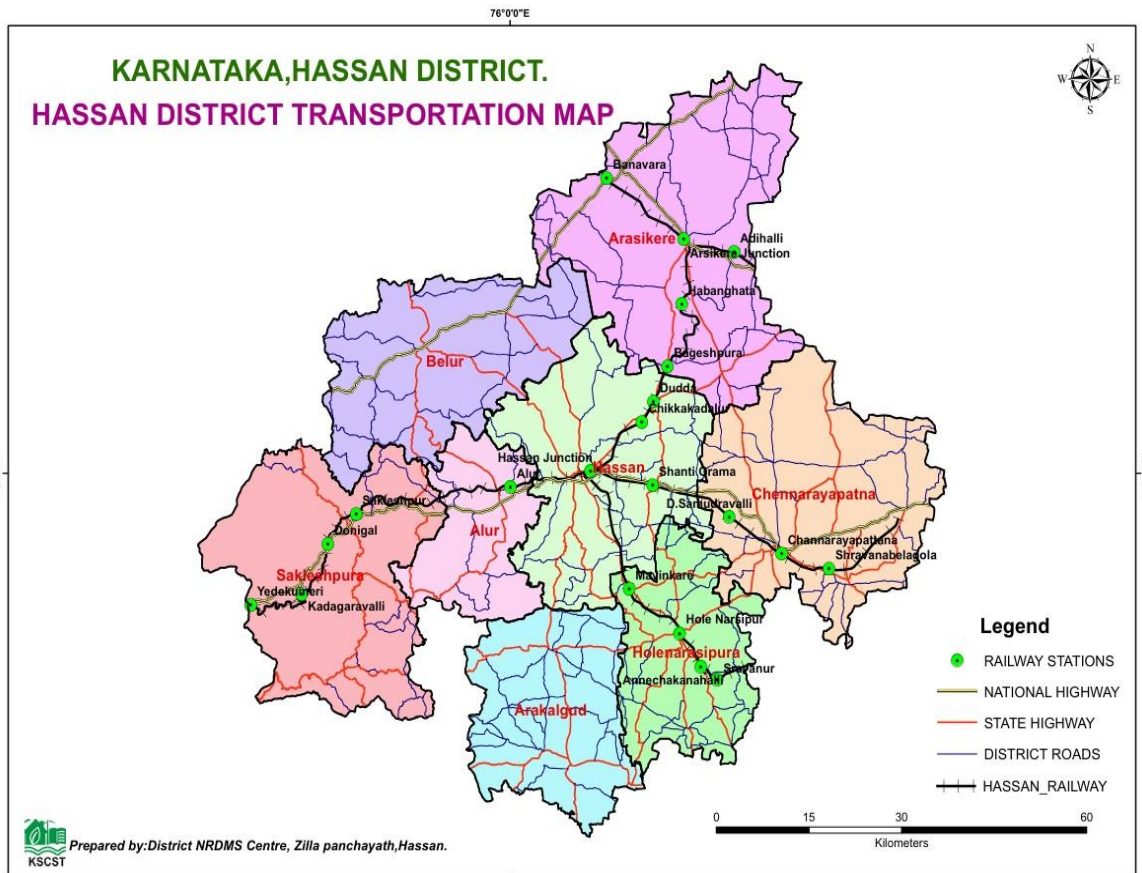 76°0'0"E
KARNATAKA,HASSAN DISTRICT.
HASSAN DISTRICT TRANSPORTATION MAP
N
W
E
S
Banavara
Arasikere
Adihalli
Arsikere Junction
Habanghata
Bageshpura
Belur
Dudda
Chikkakadalu
Hassan Junction
Hassan
Alur
Shanti Grama
Chennarayapatna
D.Samudravalli
Sakleshpur
Alur
Donigal
Channarayapattana
Shravanabelagola
Sakleshpura
Mavinkare
Yedekumeri
Kadagaravalli
Hole Narsipur
Holenarasipura
Sravanur
Annechakanahalli
Arakalgud
Legend
RAILWAY STATIONS
NATIONAL HIGHWAY
STATE HIGHWAY
DISTRICT ROADS
HASSAN_RAILWAY
0 15 30 60
Kilometers
KSCST
Prepared by:District NRDMS Centre, Zilla panchayath,Hassan.